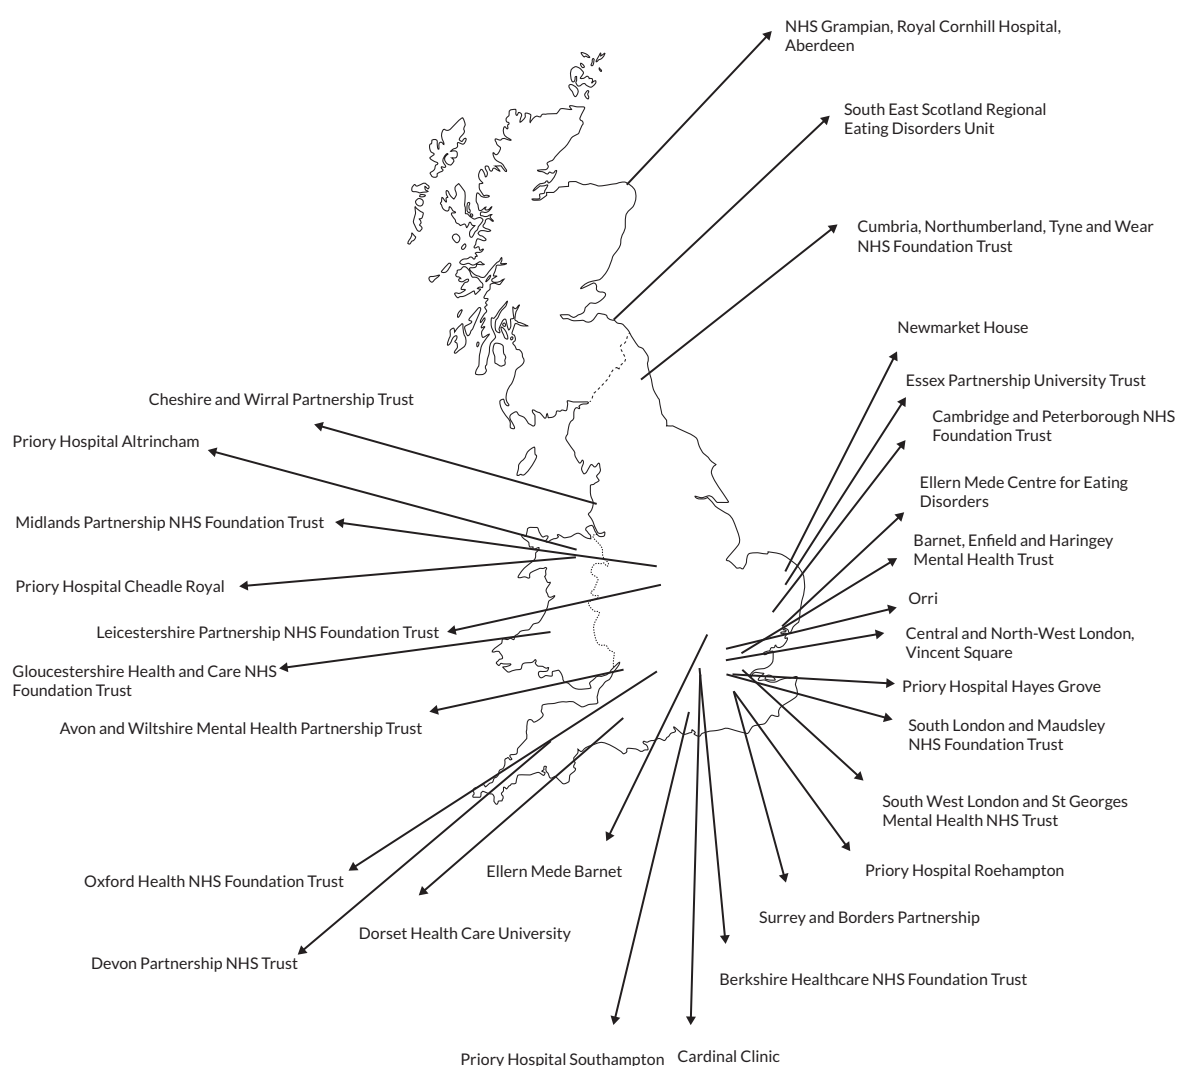 NHS Grampian, Royal Cornhill Hospital,
Aberdeen
South East Scotland Regional
Eating Disorders Unit
Cumbria, Northumberland, Tyne and Wear
NHS Foundation Trust
Newmarket House
Essex Partnership University Trust
Cheshire and Wirral Partnership Trust
Cambridge and Peterborough NHS
Foundation Trust
Priory Hospital Altrincham
Ellern Mede Centre for Eating
Disorders
Midlands Partnership NHS Foundation Trust
Barnet, Enfield and Haringey
Mental Health Trust
Priory Hospital Cheadle Royal
Orri
Leicestershire Partnership NHS Foundation Trust
Central and North-West London,
Vincent Square
Gloucestershire Health and Care NHS
Foundation Trust
Priory Hospital Hayes Grove
Avon and Wiltshire Mental Health Partnership Trust
South London and Maudsley
NHS Foundation Trust
South West London and St Georges
Mental Health NHS Trust
Ellern Mede Barnet
Priory Hospital Roehampton
Oxford Health NHS Foundation Trust
Surrey and Borders Partnership
Dorset Health Care University
Devon Partnership NHS Trust
Berkshire Healthcare NHS Foundation Trust
Priory Hospital Southampton
Cardinal Clinic